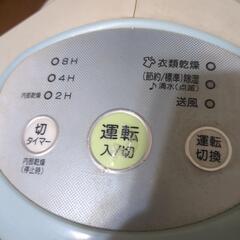 8H
4H
内部乾燥 2H
衣類乾燥
(節約/標準)除湿
♪満水(点滅)
送風
切
タイマー
運転
入/切
運転
切換
内部乾燥
(停止時)